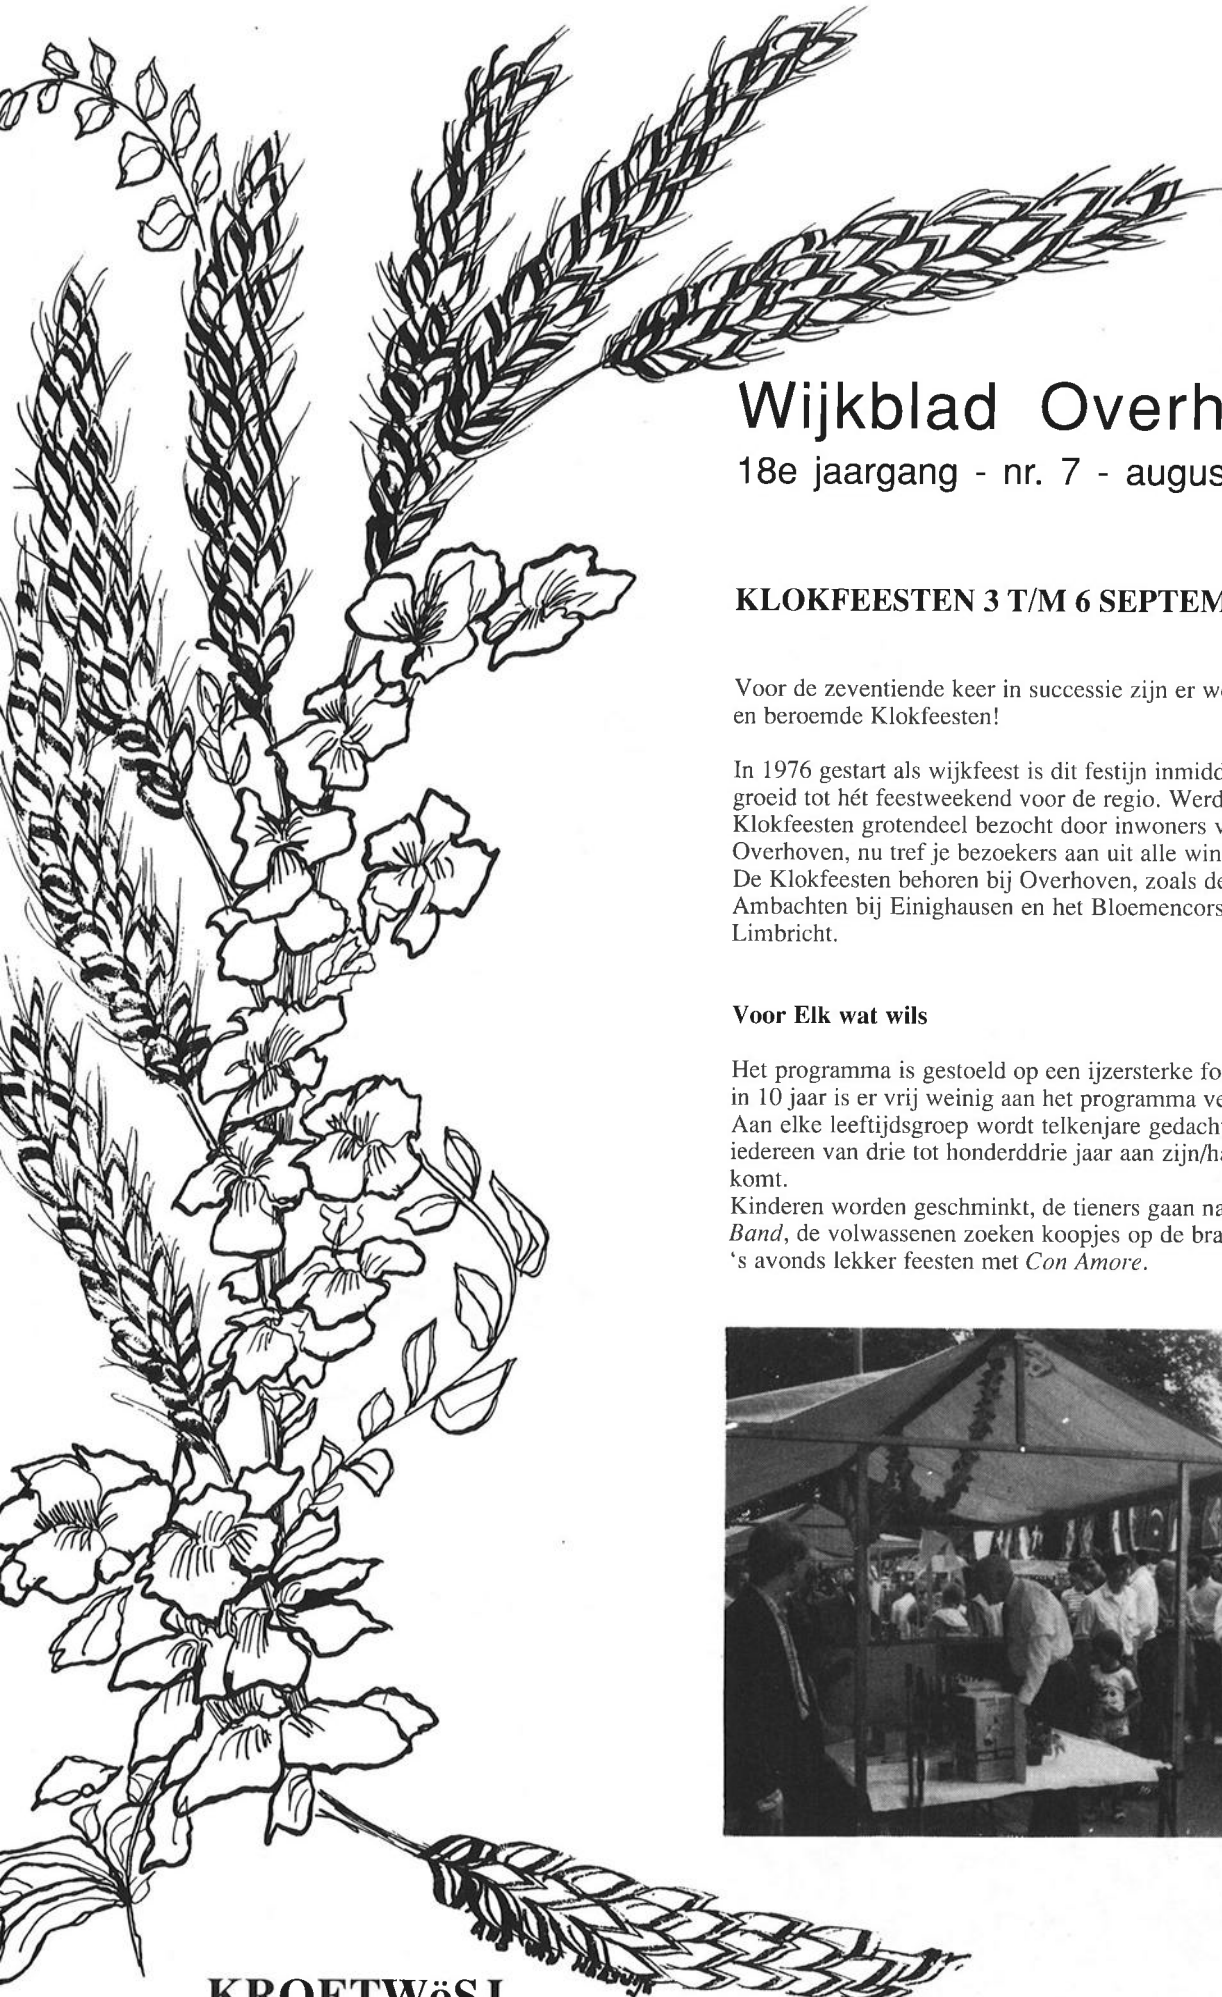 Wijkblad Overh
18e jaargang - nr. 7 - augus
KLOKFEESTEN 3 T/M 6 SEPTEM
Voor de zeventiende keer in successie zijn er we
en beroemde Klokfeesten!
In 1976 gestart als wijkfeest is dit festijn inmidd
groeid tot hét feestweekend voor de regio. Werd
Klokfeesten grotendeel bezocht door inwoners v
Overhoven, nu tref je bezoekers aan uit alle win
De Klokfeesten behoren bij Overhoven, zoals de
Ambachten bij Einighausen en het Bloemencors
Limbricht.
Voor Elk wat wils
Het programma is gestoeld op een ijzersterke fo
in 10 jaar is er vrij weinig aan het programma ve
Aan elke leeftijdsgroep wordt telkenjare gedach
iedereen van drie tot honderddrie jaar aan zijn/ha
komt.
Kinderen worden geschminkt, de tieners gaan na
Band, de volwassenen zoeken koopjes op de bra
‘s avonds lekker feesten met Con Amore.
KROETWöSJ